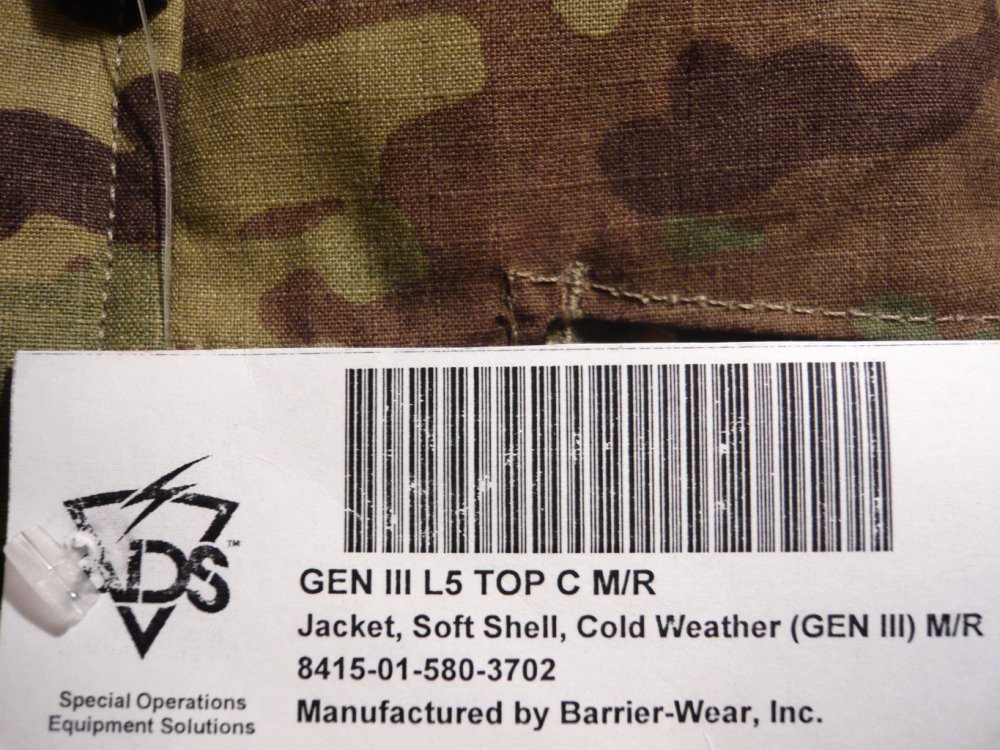 ADS™
Special Operations
Equipment Solutions
GEN III L5 TOP C M/R
Jacket, Soft Shell, Cold Weather (GEN III) M/R
8415-01-580-3702
Manufactured by Barrier-Wear, Inc.